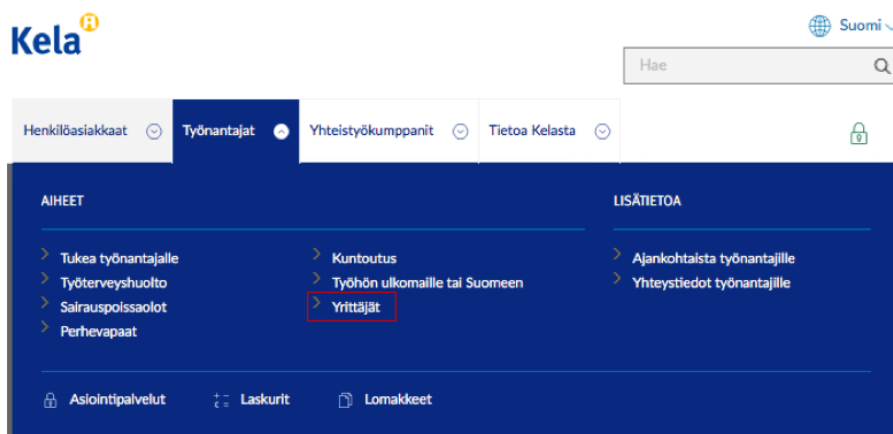 Kela
Suomi
Hae
Henkilöasiakkaat
Työnantajat
Yhteistyökumppanit
Tietoa Kelasta
AIHEET
Tukea työnantajalle
Työterveyshuolto
Sairauspoissaolot
Perhevapaat
Kuntoutus
Työhön ulkomaille tai Suomeen
Yrittäjät
LISÄTIETOA
Ajankohtaista työnantajille
Yhteystiedot työnantajille
Asiointipalvelut
Laskurit
Lomakkeet